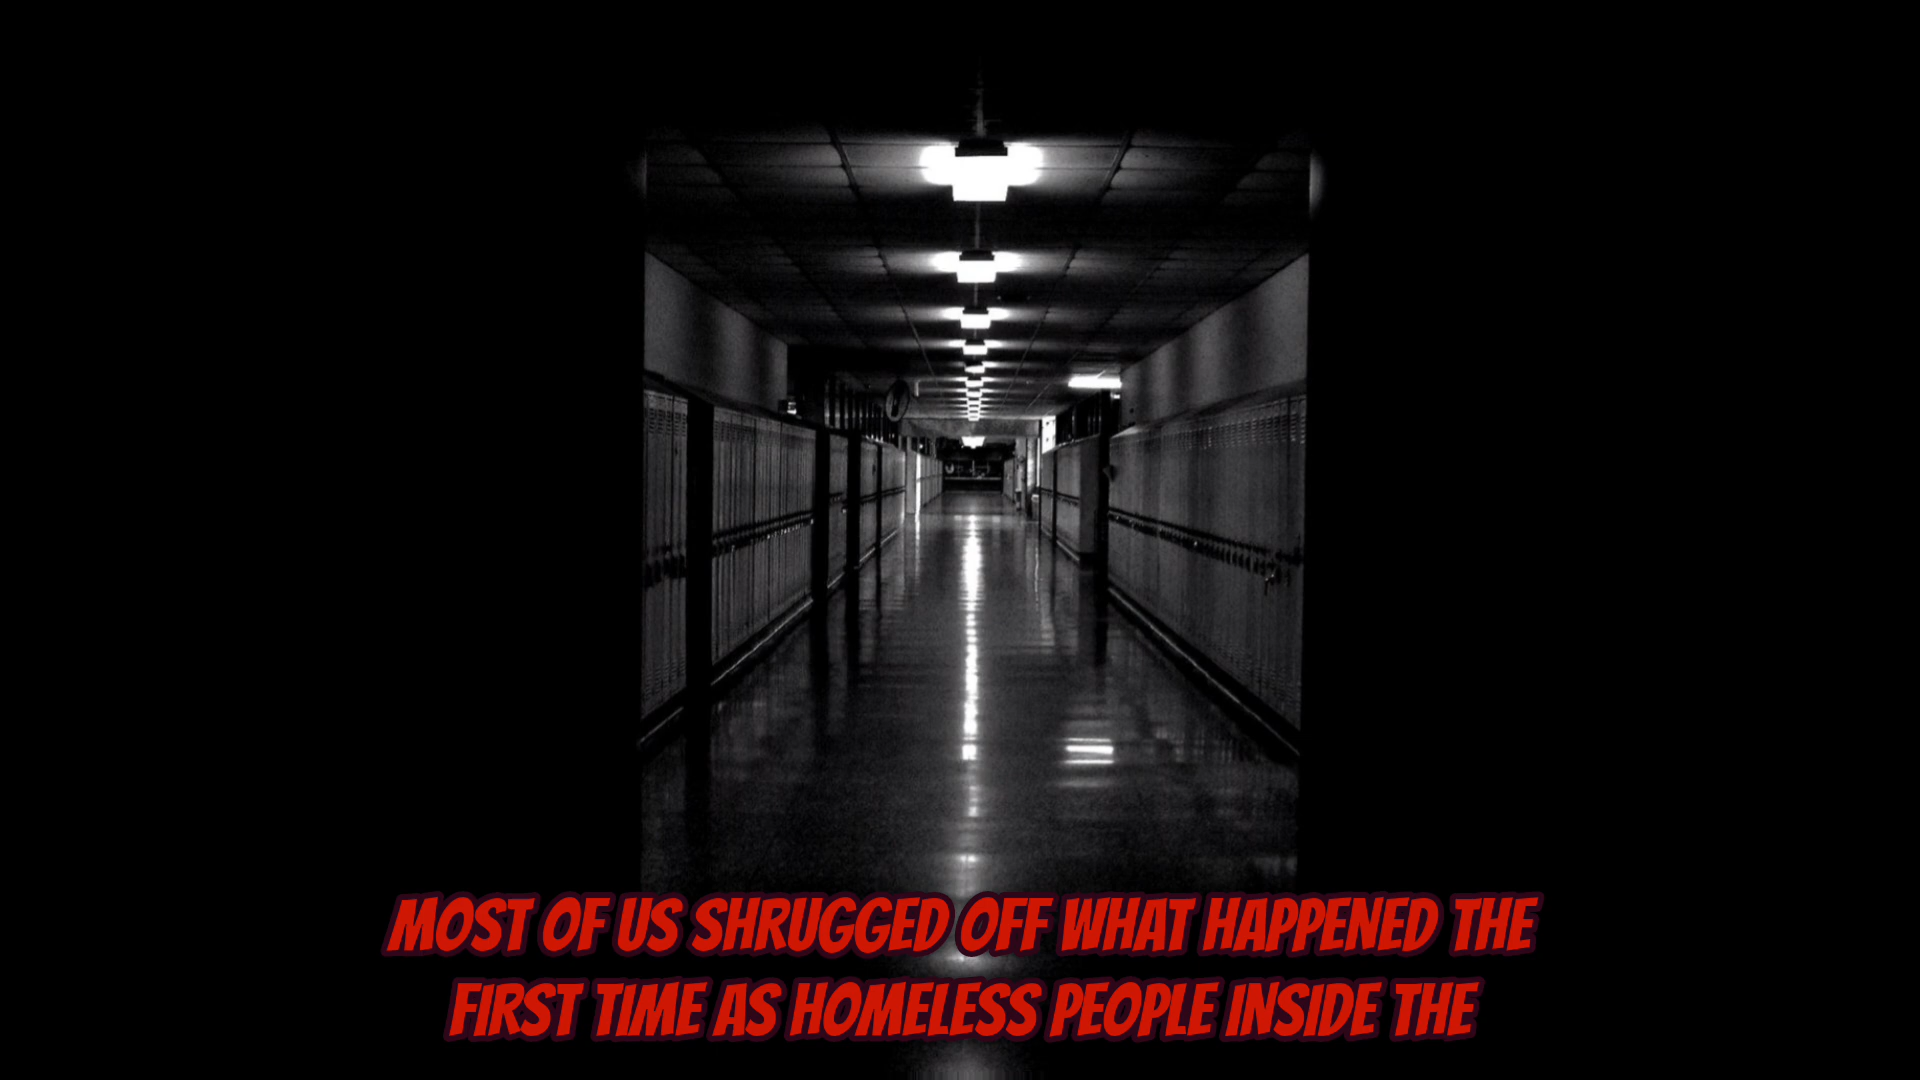 MOST OF US SHRUGGED OFF WHAT HAPPENED THE
FIRST TIME AS HOMELESS PEOPLE INSIDE THE